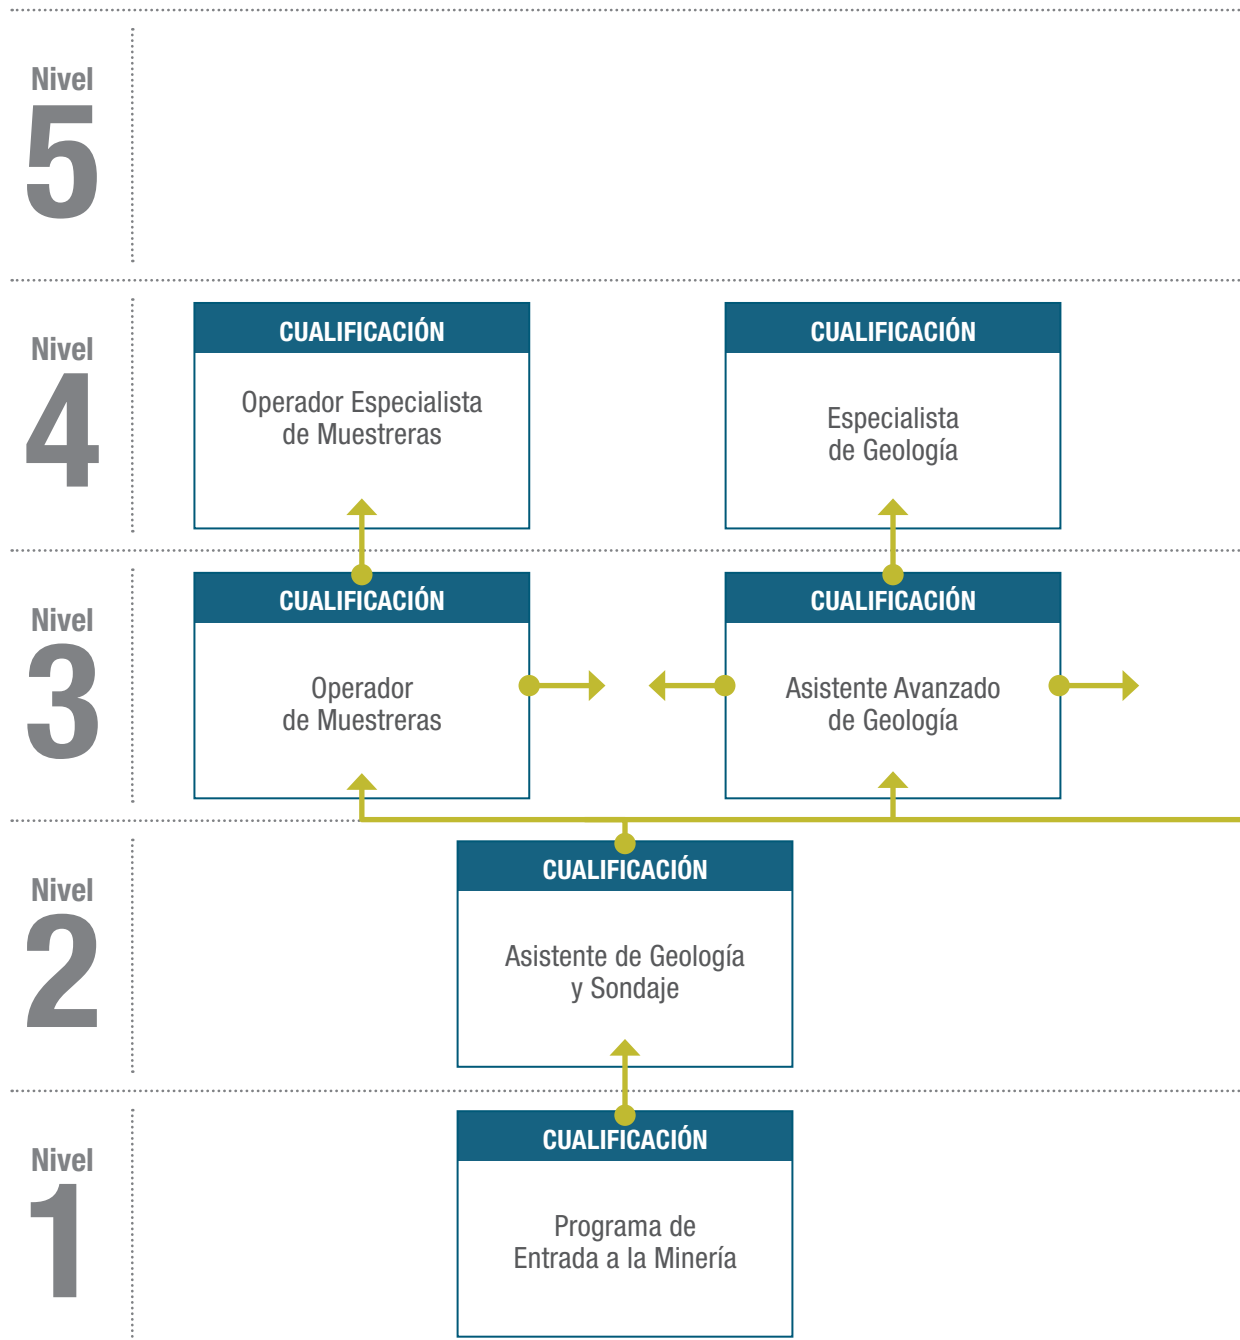 Nivel
5
Nivel
4
CUALIFICACIÓN
Operador Especialista
de Muestreras
CUALIFICACIÓN
Especialista
de Geología
Nivel
3
CUALIFICACIÓN
Operador
de Muestreras
CUALIFICACIÓN
Asistente Avanzado
de Geología
Nivel
2
CUALIFICACIÓN
Asistente de Geología
y Sondaje
Nivel
1
CUALIFICACIÓN
Programa de
Entrada a la Minería